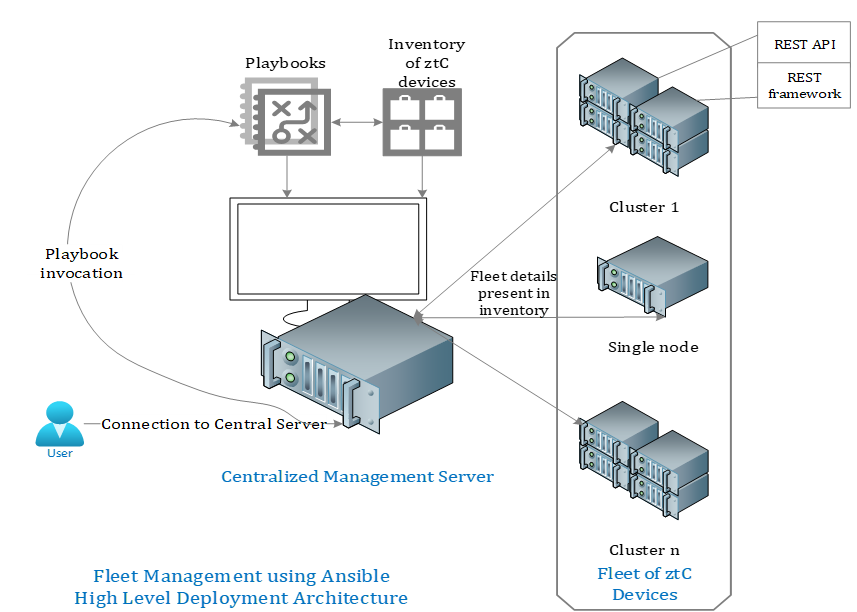 Playbooks
Inventory
of ztC
devices
REST API
REST
framework
Cluster 1
Playbook
invocation
Fleet details
present in
inventory
Single node
Connection to Central Server
User
Centralized Management Server
Cluster n
Fleet of ztC
Devices
Fleet Management using Ansible
High Level Deployment Architecture